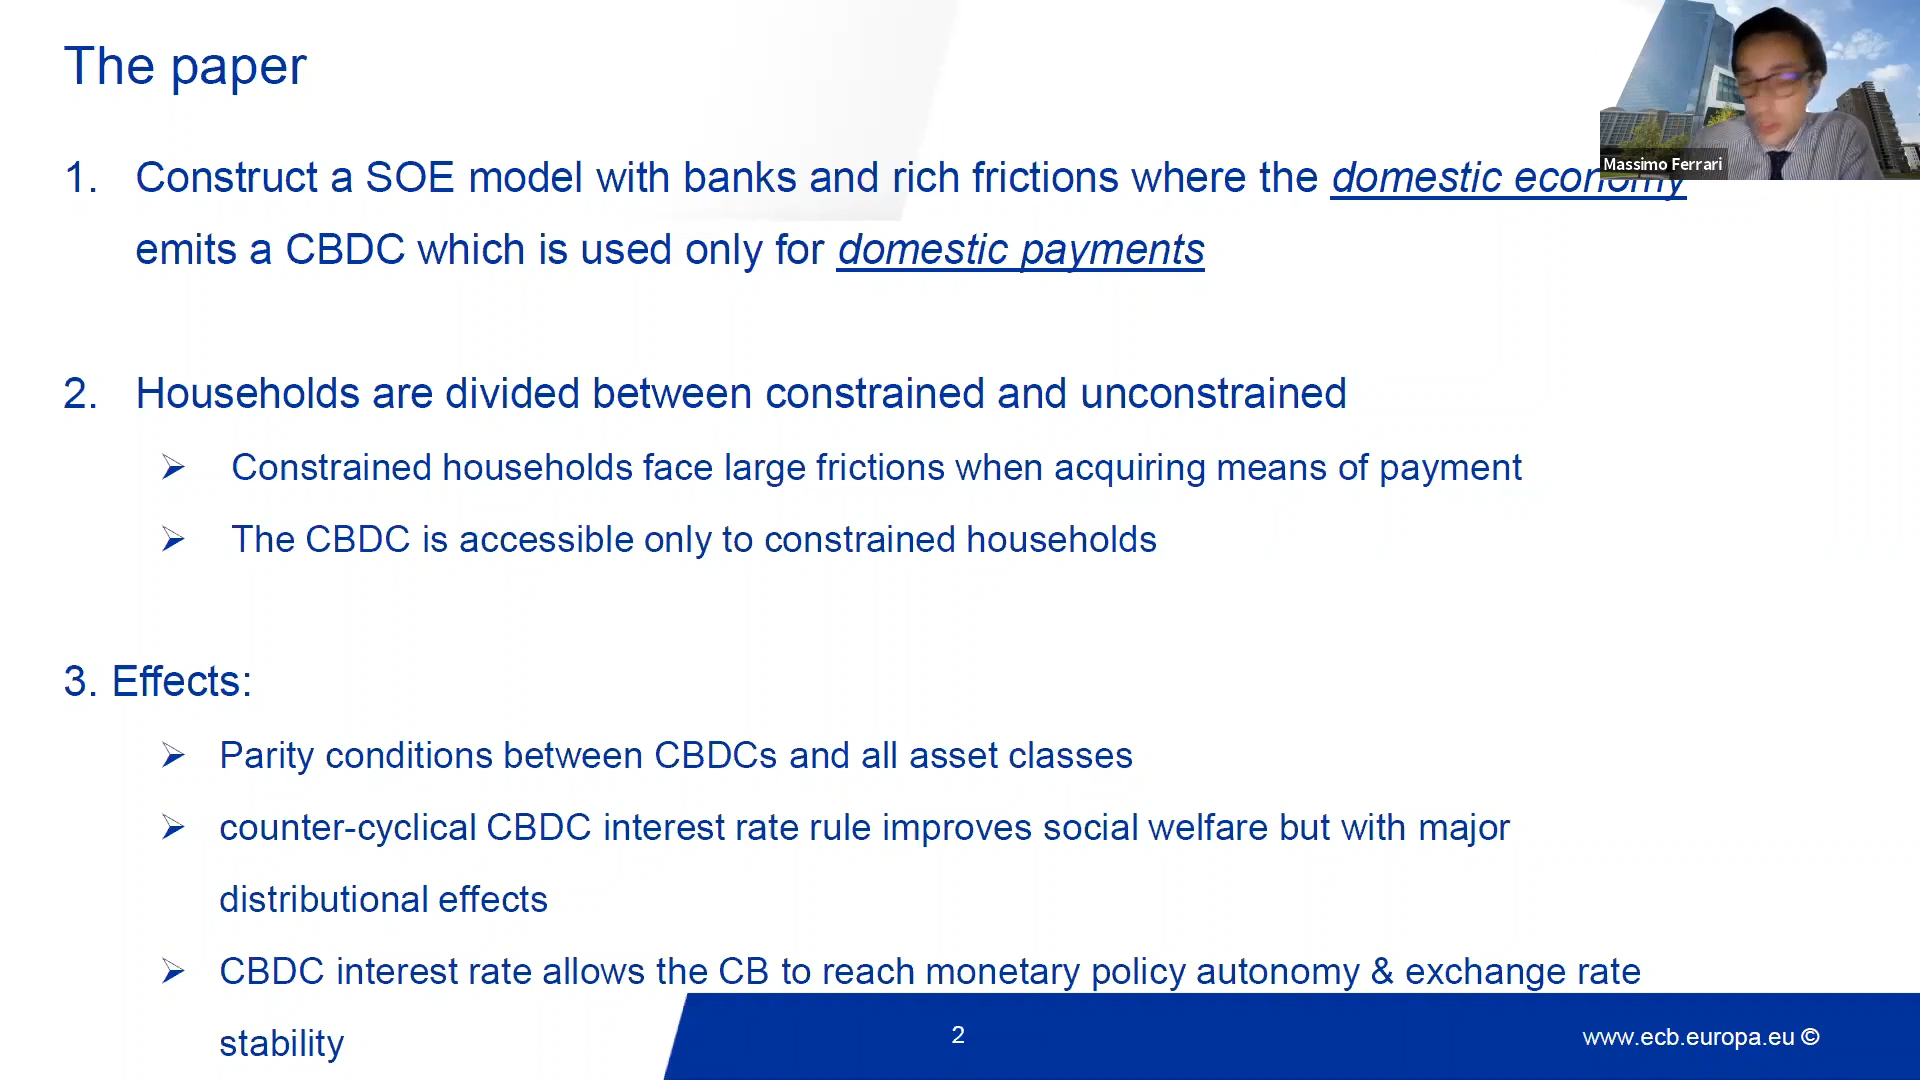 The paper
Massimo Ferrari
1. Construct a SOE model with banks and rich frictions where the domestic economy
emits a CBDC which is used only for domestic payments
2. Households are divided between constrained and unconstrained
➢ Constrained households face large frictions when acquiring means of payment
➢ The CBDC is accessible only to constrained households
3. Effects:
➢ Parity conditions between CBDCs and all asset classes
➢ counter-cyclical CBDC interest rate rule improves social welfare but with major
distributional effects
➢ CBDC interest rate allows the CB to reach monetary policy autonomy & exchange rate
stability
2
www.ecb.europa.eu ©